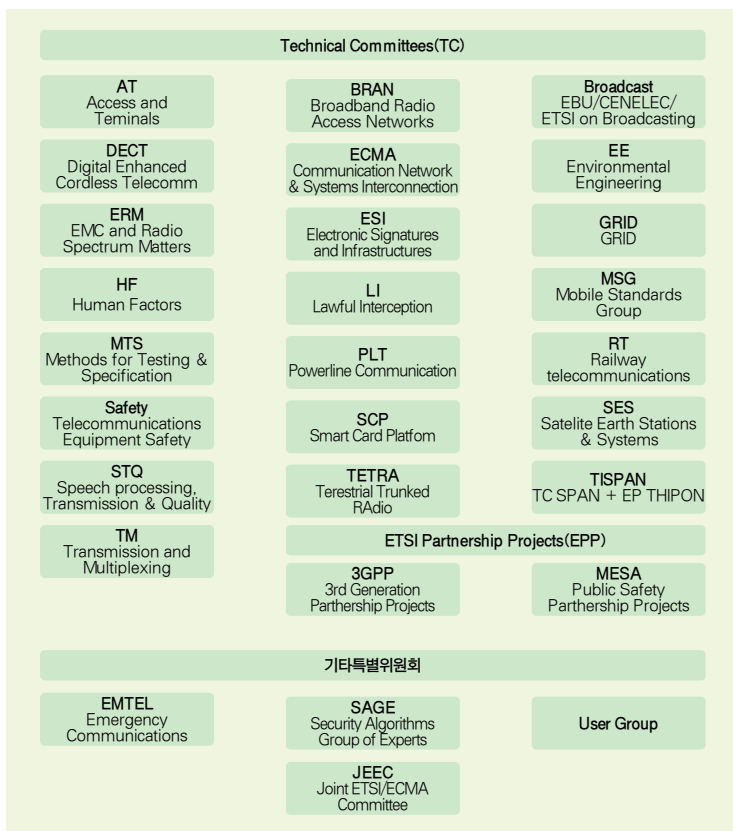 Technical Committees(TC)
AT
Access and
Teminals
BRAN
Broadband Radio
Access Networks
Broadcast
EBU/CENELEC/
ETSI on Broadcasting
DECT
Digital Enhanced
Cordless Telecomm
ECMA
Communication Network
& Systems Interconnection
EE
Environmental
Engineering
ERM
EMC and Radio
Spectrum Matters
ESI
Electronic Signatures
and Infrastructures
GRID
GRID
HF
Human Factors
LI
Lawful Interception
MSG
Mobile Standards
Group
MTS
Methods for Testing &
Specification
PLT
Powerline Communication
RT
Railway
telecommunications
Safety
Telecommunications
Equipment Safety
SCP
Smart Card Platfom
SES
Satelite Earth Stations
& Systems
STQ
Speech processing,
Transmission & Quality
TETRA
Terestrial Trunked
RAdio
TISPAN
TC SPAN + EP THIPON
TM
Transmission and
Multiplexing
ETSI Partnership Projects(EPP)
3GPP
3rd Generation
Parthership Projects
MESA
Public Safety
Parthership Projects
기타특별위원회
EMTEL
Emergency
Communications
SAGE
Security Algorithms
Group of Experts
User Group
JEEC
Joint ETSI/ECMA
Committee